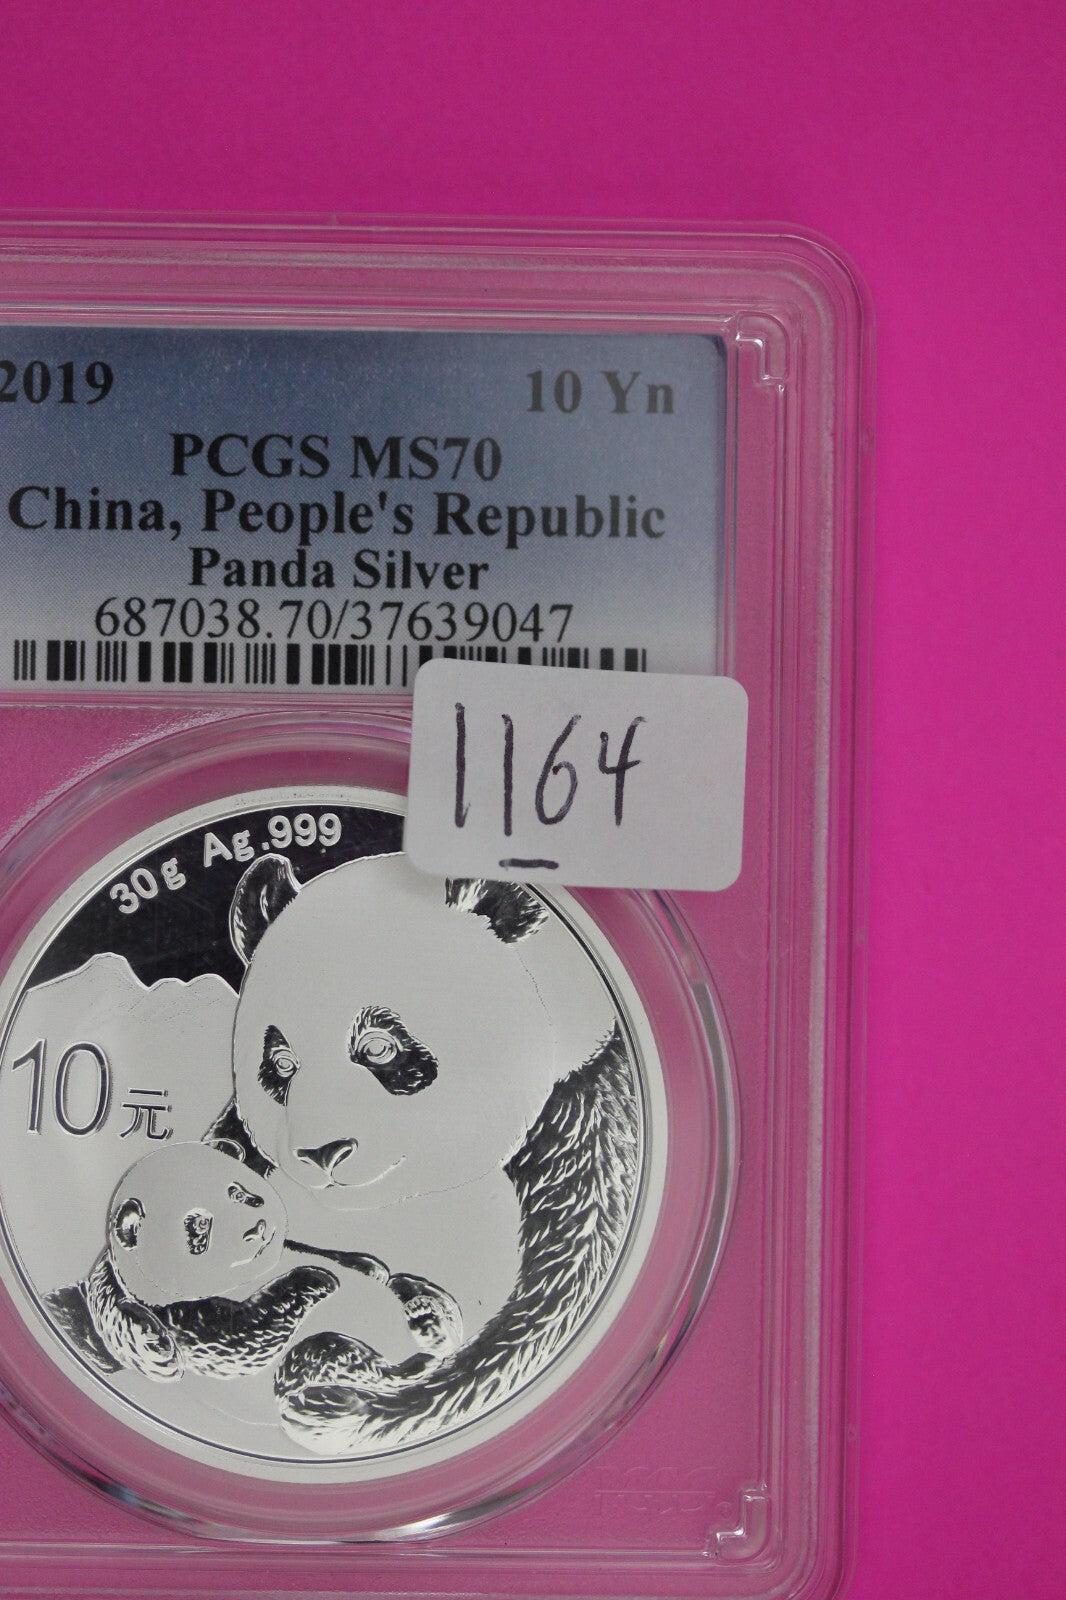 2019 10 Yn
PCGS MS70
China, People's Republic
Panda Silver
687038.70/37639047
1164
30g Ag.999
10元